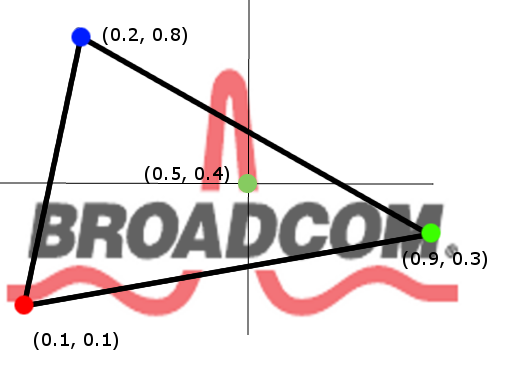 (0.2, 0.8)
(0.5, 0.4)
BROADCOM®
(0.9, 0.3)
(0.1, 0.1)